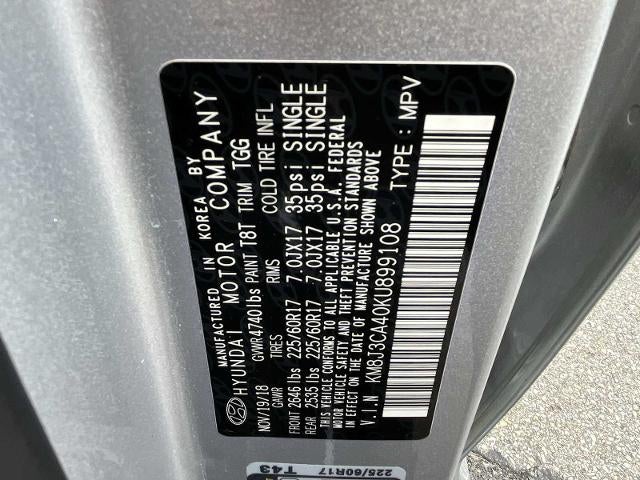 MANUFACTURED IN KOREA BY
HYUNDAI MOTOR COMPANY
NOV/19/18 GVWR 4740 lbs PAINT T8T TRIM TGG
GAWR RIMS COLD TIRE INFL
FRONT 2646 lbs 225/60R17 7.0JX17 35psi SINGLE
REAR 2535 lbs 225/60R17 7.0JX17 35psi SINGLE
THIS VEHICLE CONFORMS TO ALL APPLICABLE U.S.A. FEDERAL
MOTOR VEHICLE SAFETY AND THEFT PREVENTION STANDARDS
IN EFFECT ON THE DATE OF MANUFACTURE SHOWN ABOVE
V.I.N KM8J3CA40KU899108 TYPE : MPV
225/60R17
T43